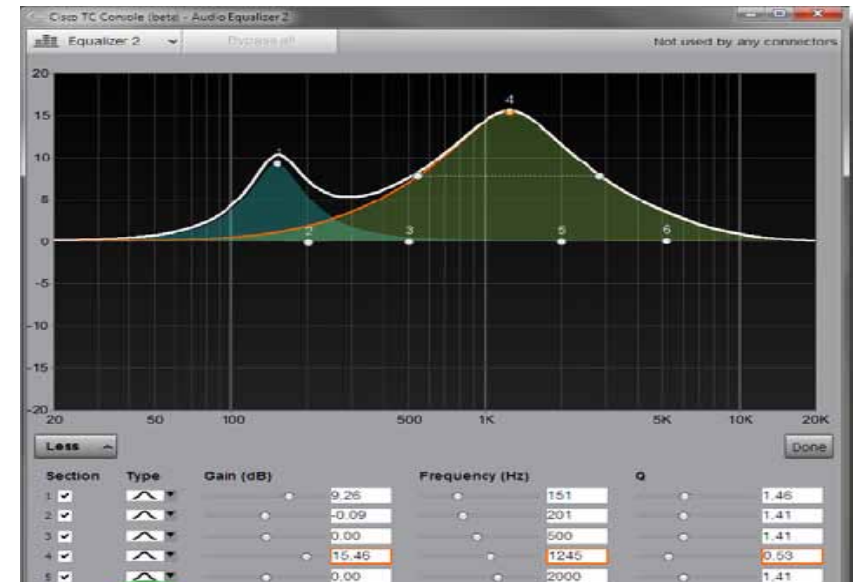 Cisco TC Console (beta) - Audio Equalizer 2
Equalizer 2 Bypass all Not used by any connectors
20
15
10
5
0
-5
-10
-15
-20
1 2 3 4 5 6
20 50 100 500 1K 5K 10K 20K
Less Done
Section Type Gain (dB) Frequency (Hz) Q
1 9.26 151 1.46
2 -0.09 201 1.41
3 0.00 500 1.41
4 15.46 1245 0.53
5 0.00 2000 1.41